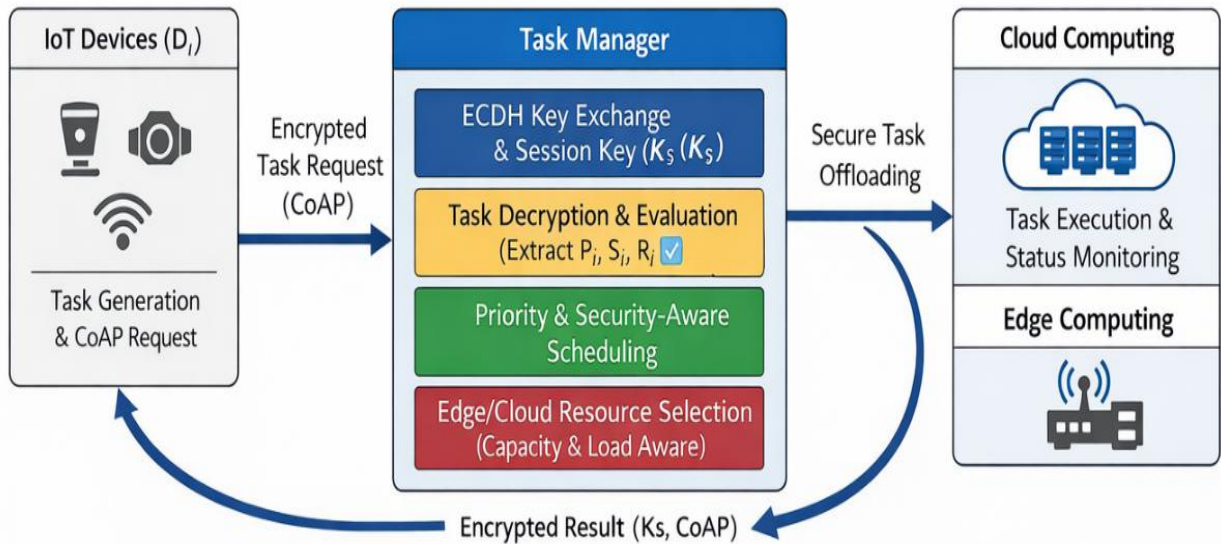 IoT Devices (Dᵢ)
Task Generation
& CoAP Request
Encrypted
Task Request
(CoAP)
Task Manager
ECDH Key Exchange
& Session Key (K_S (K_S)
Task Decryption & Evaluation
(Extract Pᵢ, Sᵢ, Rᵢ ☑
Priority & Security-Aware
Scheduling
Edge/Cloud Resource Selection
(Capacity & Load Aware)
Secure Task
Offloading
Cloud Computing
Task Execution &
Status Monitoring
Edge Computing
Encrypted Result (Ks, CoAP)